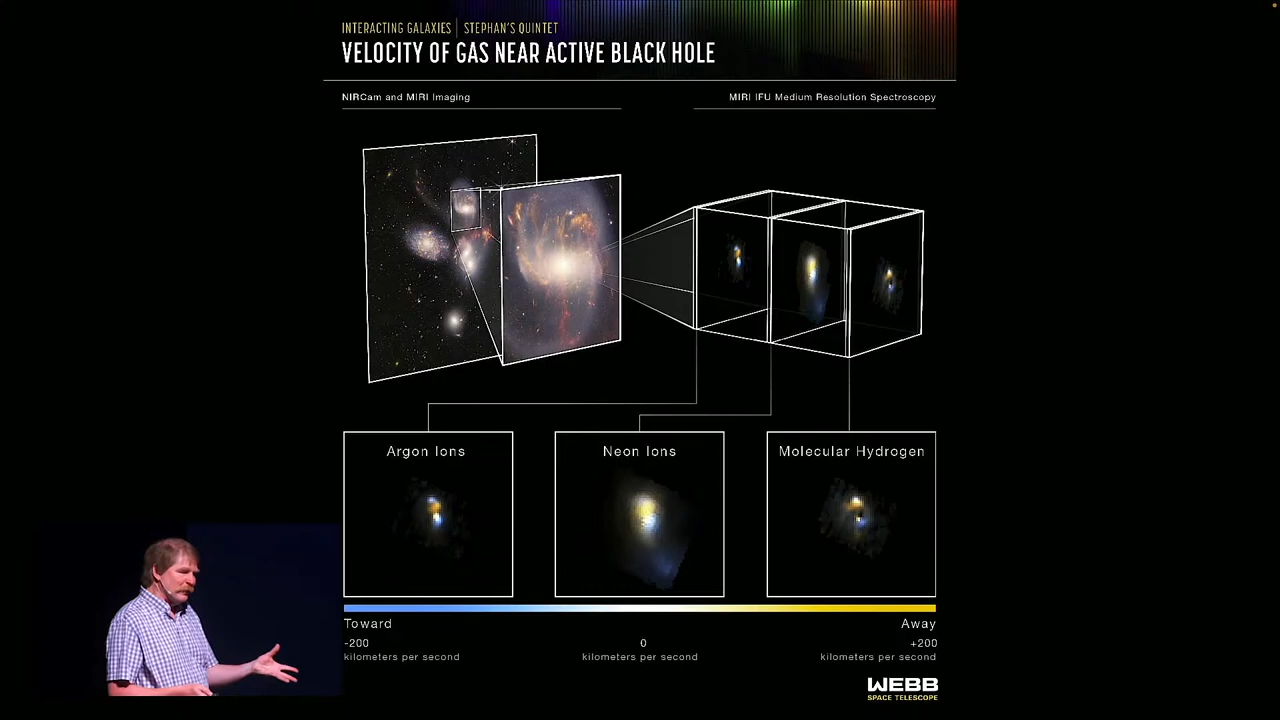 INTERACTING GALAXIES | STEPHAN'S QUINTET
VELOCITY OF GAS NEAR ACTIVE BLACK HOLE
NIRCam and MIRI Imaging
MIRI IFU Medium Resolution Spectroscopy
Argon Ions
Neon Ions
Molecular Hydrogen
Toward
Away
-200
0
+200
kilometers per second
kilometers per second
kilometers per second
WEBB
SPACE TELESCOPE